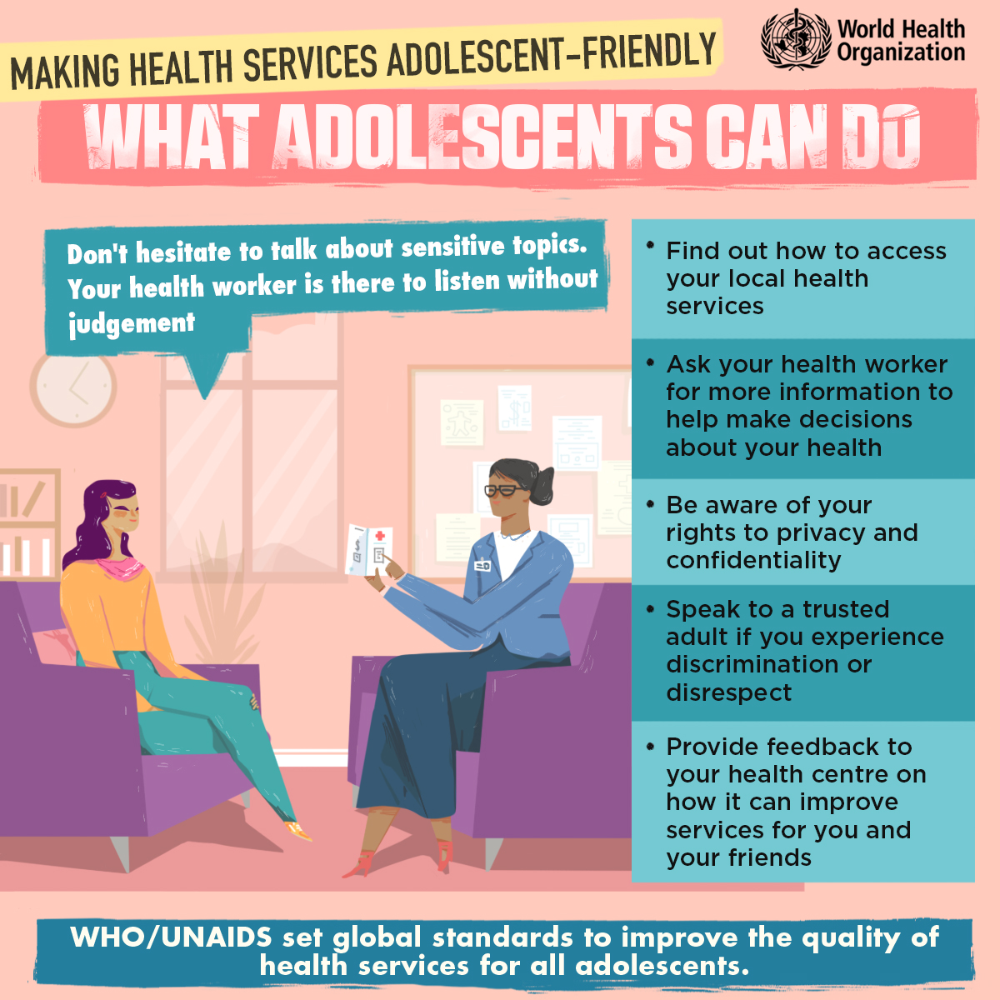 MAKING HEALTH SERVICES ADOLESCENT-FRIENDLY
World Health
Organization
WHAT ADOLESCENTS CAN DO
Don't hesitate to talk about sensitive topics.
Your health worker is there to listen without
judgement
• Find out how to access
your local health
services
• Ask your health worker
for more information to
help make decisions
about your health
• Be aware of your
rights to privacy and
confidentiality
• Speak to a trusted
adult if you experience
discrimination or
disrespect
• Provide feedback to
your health centre on
how it can improve
services for you and
your friends
WHO/UNAIDS set global standards to improve the quality of
health services for all adolescents.